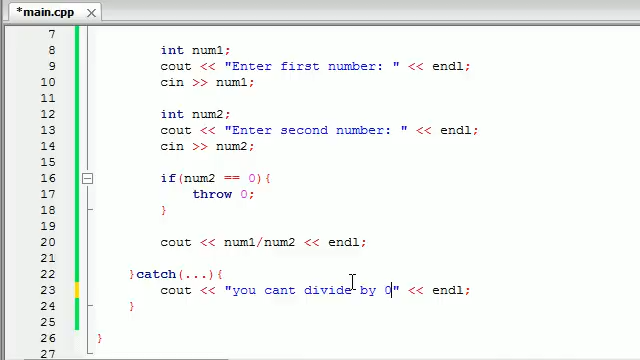 *main.cpp
7
8 int num1;
9 cout << "Enter first number: " << endl;
10 cin >> num1;
11
12 int num2;
13 cout << "Enter second number: " << endl;
14 cin >> num2;
15
16 if(num2 == 0){
17 throw 0;
18 }
19
20 cout << num1/num2 << endl;
21
22 }catch(...){
23 cout << "you cant divide by 0" << endl;
24 }
25
26 }
27